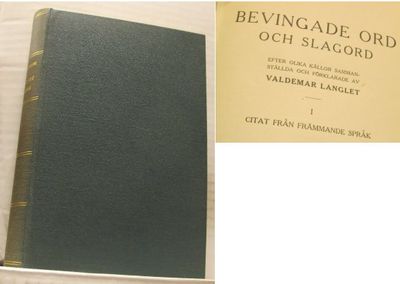 BEVINGADE ORD
OCH SLAGORD
EFTER OLIKA KÄLLOR SAMMAN-
STÄLLDA OCH FÖRKLARADE AV
VALDEMAR LANGLET
I
CITAT FRÅN FRÄMMANDE SPRÅK